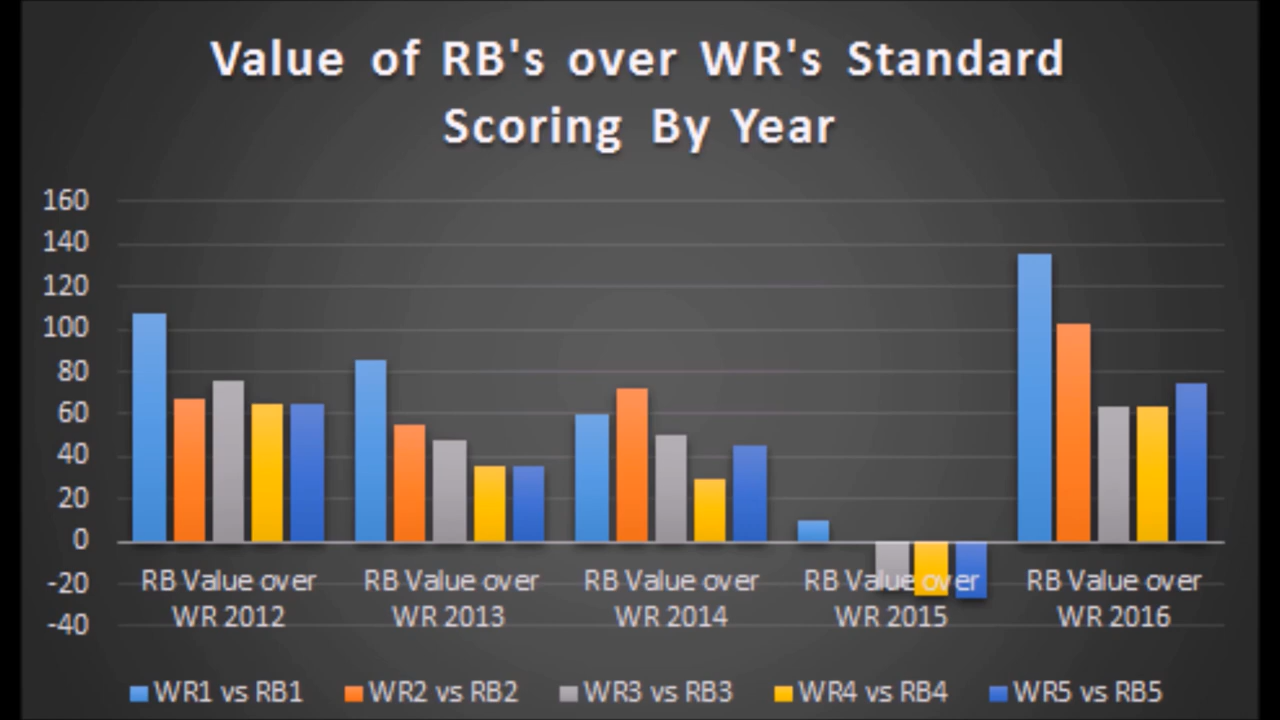 Value of RB's over WR's Standard
Scoring By Year
160
140
120
100
80
60
40
20
0
-20
-40
RB Value over
WR 2012
RB Value over
WR 2013
RB Value over
WR 2014
RB Value over
WR 2015
RB Value over
WR 2016
WR1 vs RB1
WR2 vs RB2
WR3 vs RB3
WR4 vs RB4
WR5 vs RB5